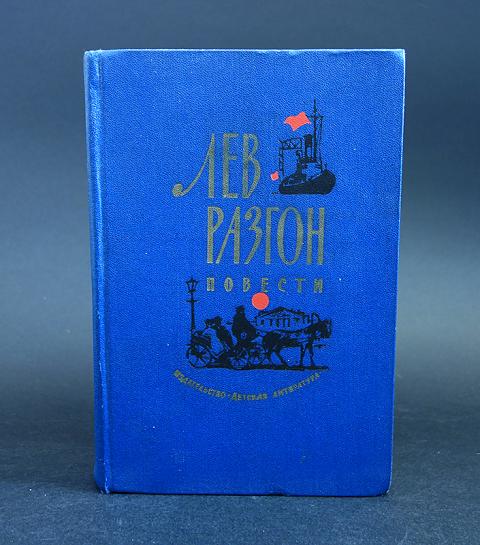 ЛЕВ
РАЗГОН
ПОВЕСТИ
ИЗДАТЕЛЬСТВО • ДЕТСКАЯ ЛИТЕРАТУРА